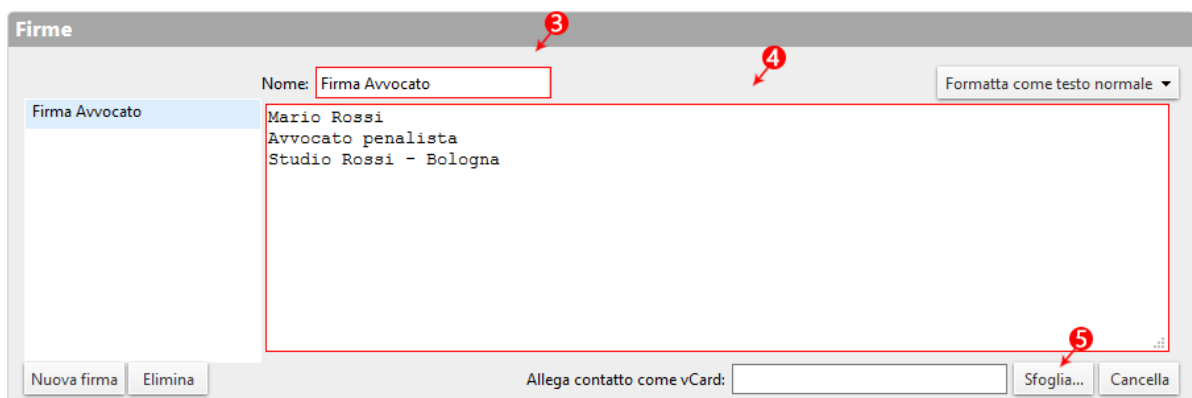 Firme
3
4
Nome: Firma Avvocato
Formatta come testo normale
Firma Avvocato
Mario Rossi
Avvocato penalista
Studio Rossi - Bologna
5
Nuova firma Elimina Allega contatto come vCard: Sfoglia... Cancella